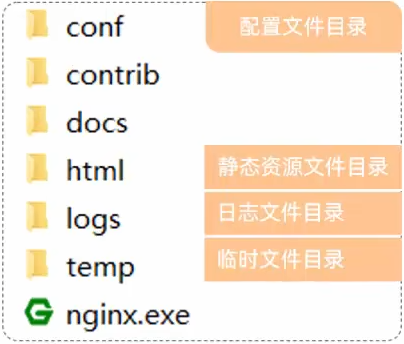 conf 配置文件目录
contrib
docs
html 静态资源文件目录
logs 日志文件目录
temp 临时文件目录
nginx.exe